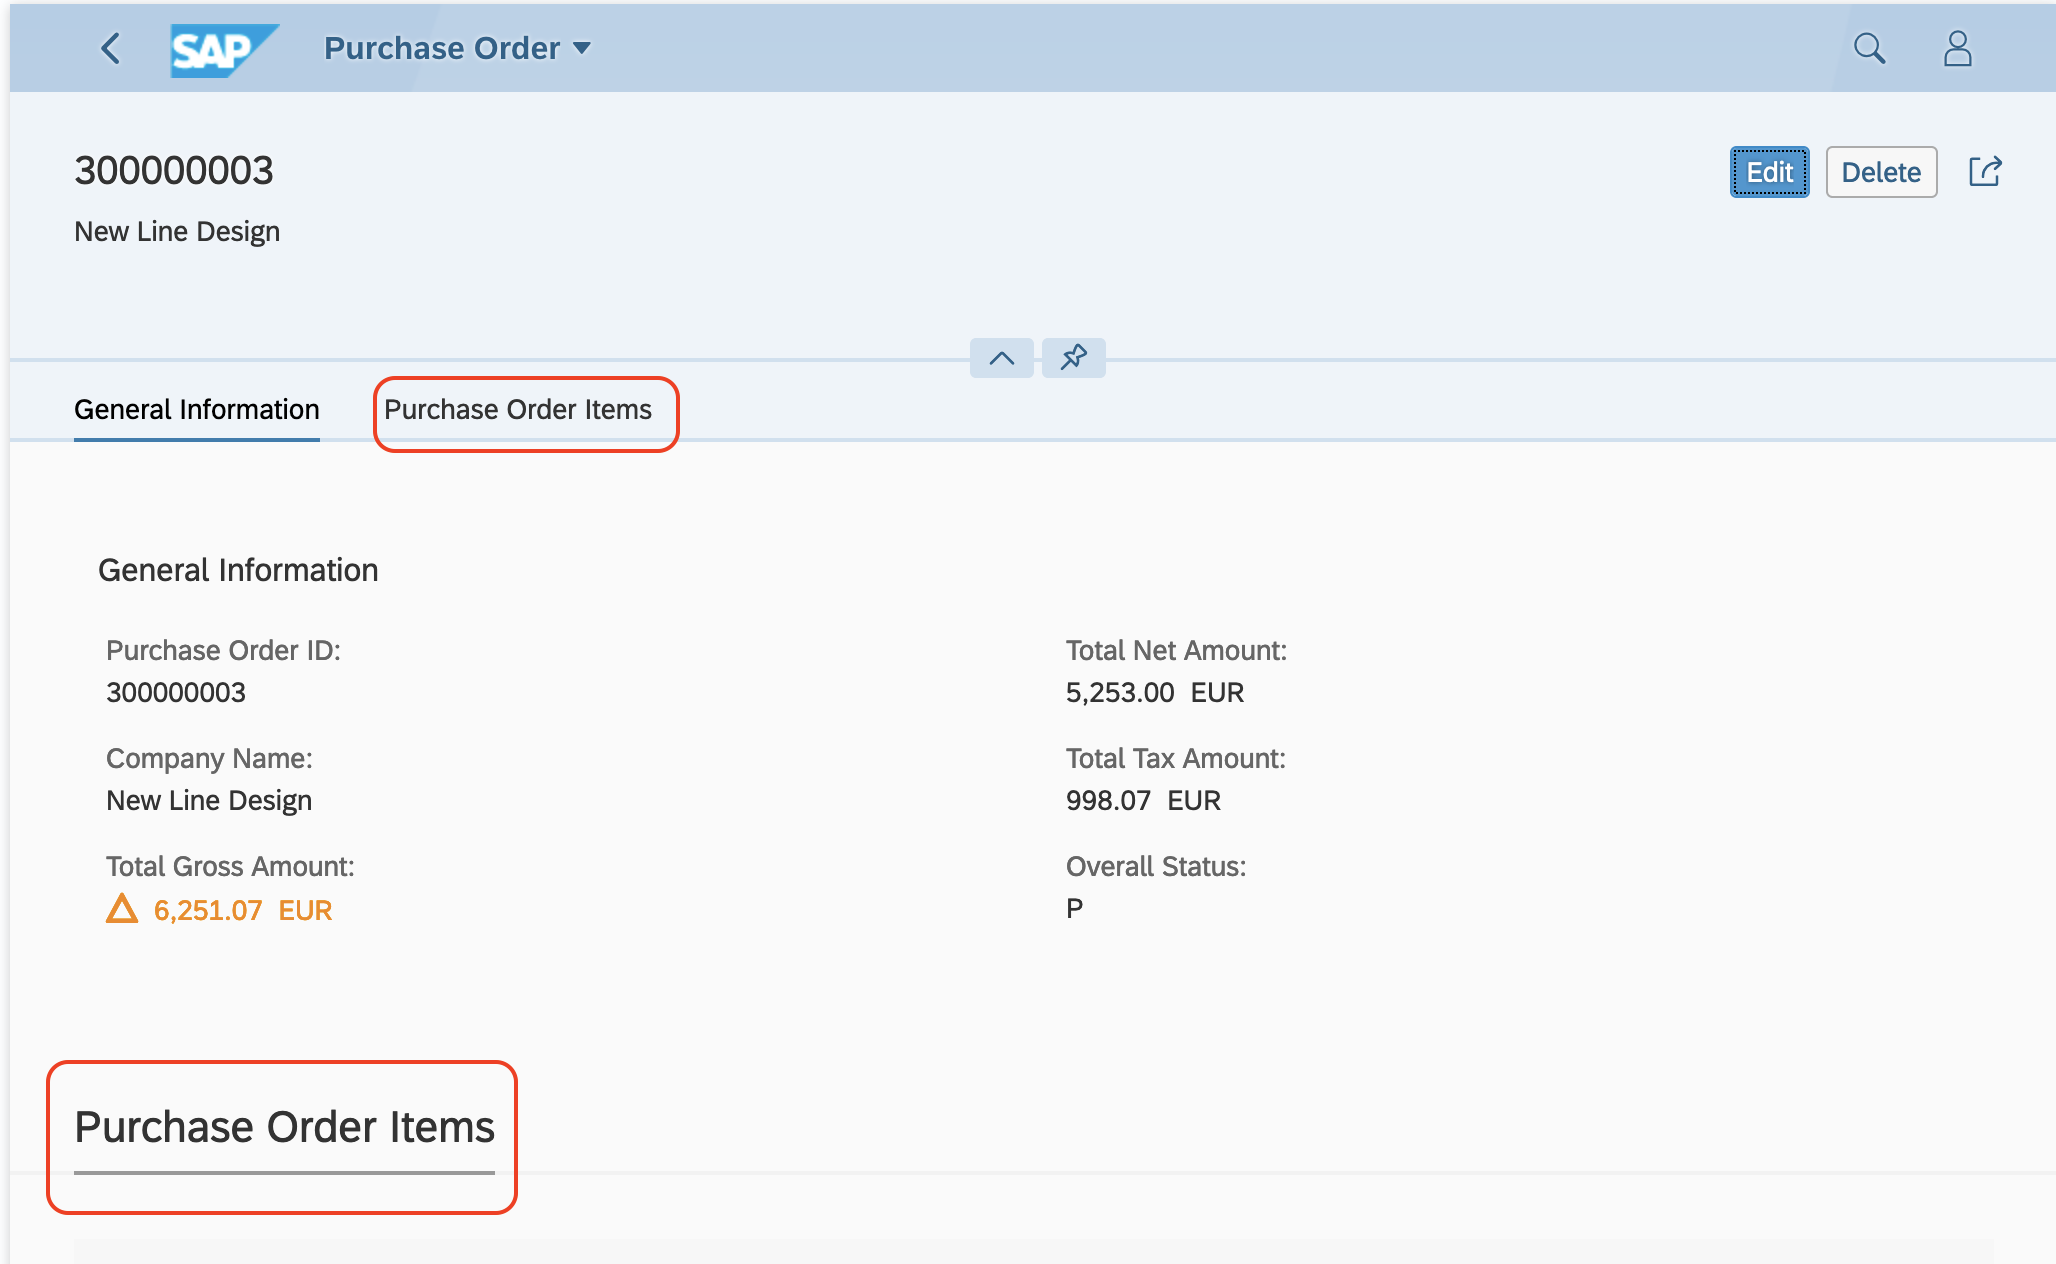 SAP Purchase Order
300000003
Edit Delete
New Line Design
General Information Purchase Order Items
General Information
Purchase Order ID:
300000003
Total Net Amount:
5,253.00 EUR
Company Name:
New Line Design
Total Tax Amount:
998.07 EUR
Total Gross Amount:
6,251.07 EUR
Overall Status:
P
Purchase Order Items